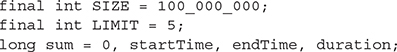 final int SIZE = 100_000_000;
final int LIMIT = 5;
long sum = 0, startTime, endTime, duration;